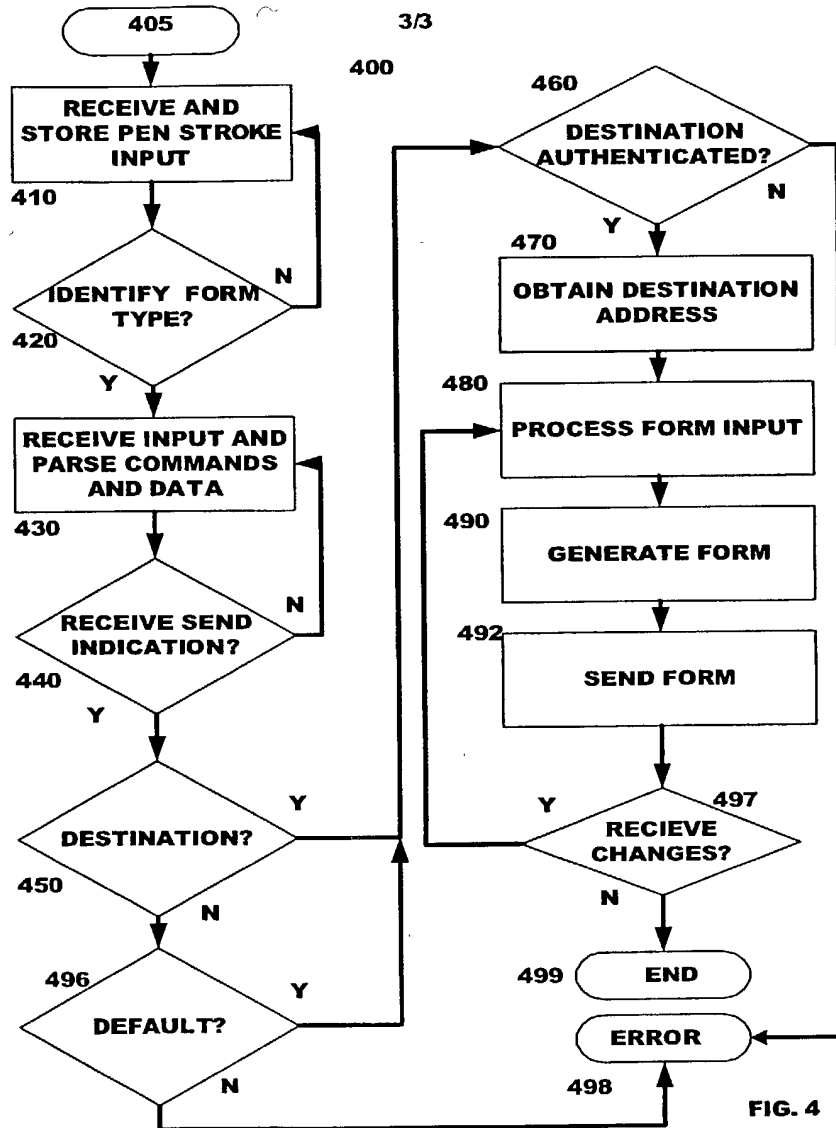 3/3
400
405
RECEIVE AND
STORE PEN STROKE
INPUT
410
IDENTIFY FORM
TYPE?
N
420
Y
RECEIVE INPUT AND
PARSE COMMANDS
AND DATA
430
RECEIVE SEND
INDICATION?
N
440
Y
DESTINATION?
Y
450
N
496
DEFAULT?
Y
N
460
DESTINATION
AUTHENTICATED?
N
Y
470
OBTAIN DESTINATION
ADDRESS
480
PROCESS FORM INPUT
490
GENERATE FORM
492
SEND FORM
Y
497
RECIEVE
CHANGES?
N
499
END
ERROR
498
FIG. 4